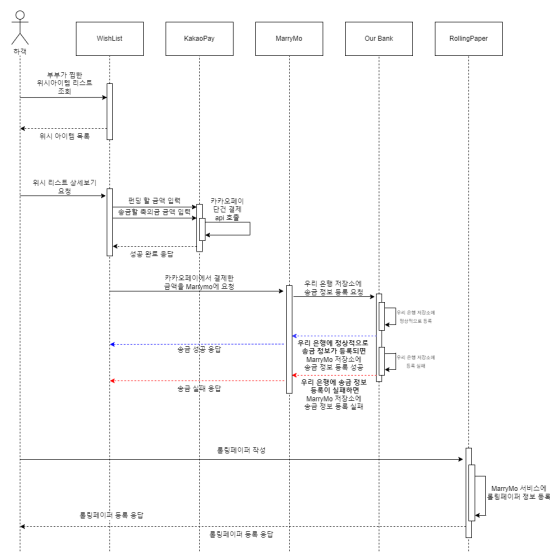 WishList
KakaoPay
MarryMo
Our Bank
RollingPaper
하객
부부가 찜한
위시아이템 리스트
조회
위시 아이템 목록
위시 리스트 상세보기
요청
펀딩 할 금액 입력
송금할 축의금 금액 입력
카카오페이
단건 결제
api 호출
성공 완료 응답
카카오페이에서 결제한
금액을 Marrymo에 요청
우리 은행 저장소에
송금 정보 등록 요청
우리 은행 저장소에
정상적으로 등록
우리 은행에 정상적으로
송금 정보가 등록되면
MarryMo 저장소에
송금 정보 등록 성공
송금 성공 응답
우리 은행 저장소에
등록 실패
우리 은행에 송금 정보
등록이 실패하면
MarryMo 저장소에
송금 정보 등록 실패
송금 실패 응답
롤링페이퍼 작성
MarryMo 서비스에
롤링페이퍼 정보 등록
롤링페이퍼 등록 응답
롤링페이퍼 등록 응답